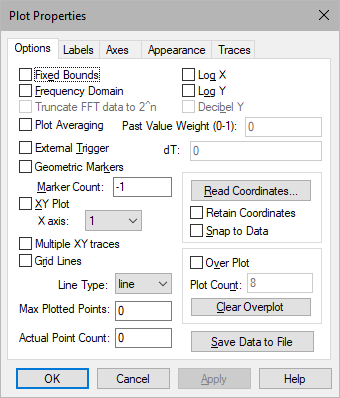 Plot Properties
Options Labels Axes Appearance Traces
Fixed Bounds Log X
Frequency Domain Log Y
Truncate FFT data to 2^n Decibel Y
Plot Averaging Past Value Weight (0-1): 0
External Trigger dT: 0
Geometric Markers
Marker Count: -1
Read Coordinates...
XY Plot
Retain Coordinates
X axis: 1
Snap to Data
Multiple XY traces
Grid Lines
Over Plot
Line Type: line
Plot Count: 8
Max Plotted Points: 0
Clear Overplot
Actual Point Count: 0
Save Data to File
OK Cancel Apply Help